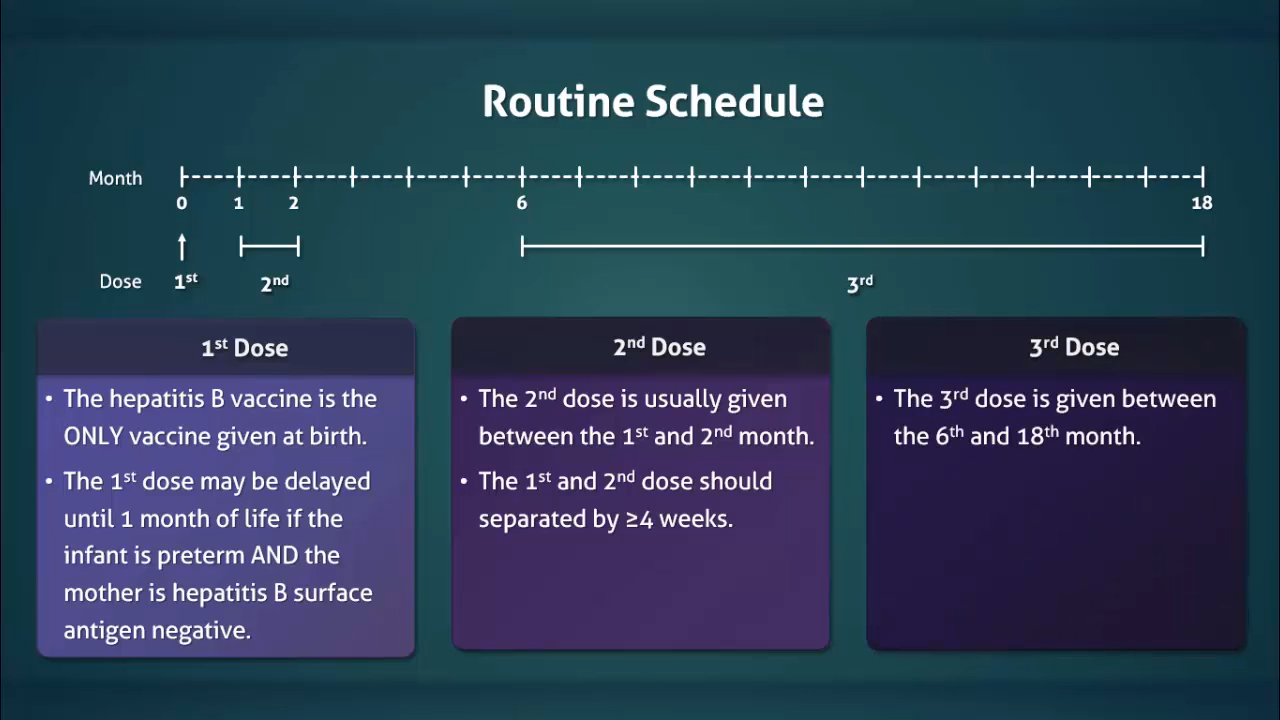 Routine Schedule
Month
0 1 2 6 18
Dose 1st 2nd 3rd
1st Dose
• The hepatitis B vaccine is the
ONLY vaccine given at birth.
• The 1st dose may be delayed
until 1 month of life if the
infant is preterm AND the
mother is hepatitis B surface
antigen negative.
2nd Dose
• The 2nd dose is usually given
between the 1st and 2nd month.
• The 1st and 2nd dose should
separated by ≥4 weeks.
3rd Dose
• The 3rd dose is given between
the 6th and 18th month.